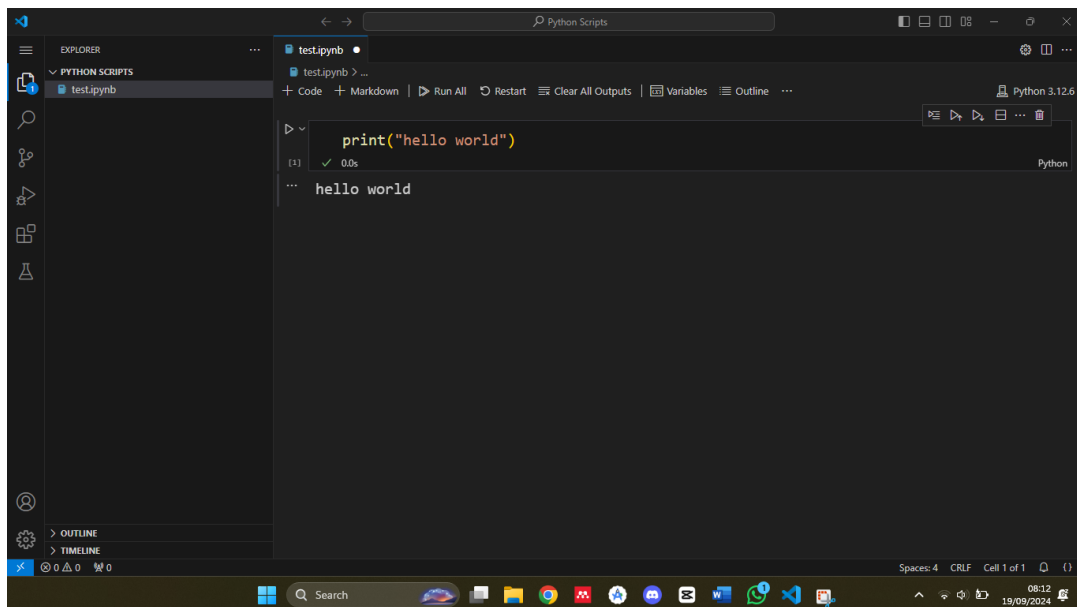 Python Scripts
EXPLORER
test.ipynb
PYTHON SCRIPTS
test.ipynb
test.ipynb > ...
+ Code + Markdown | Run All Restart Clear All Outputs | Variables Outline ... Python 3.12.6
print("hello world")
[1] 0.0s Python
hello world
1
OUTLINE
TIMELINE
0 0 0 Spaces: 4 CRLF Cell 1 of 1 {}
Search 1 08:12
19/09/2024